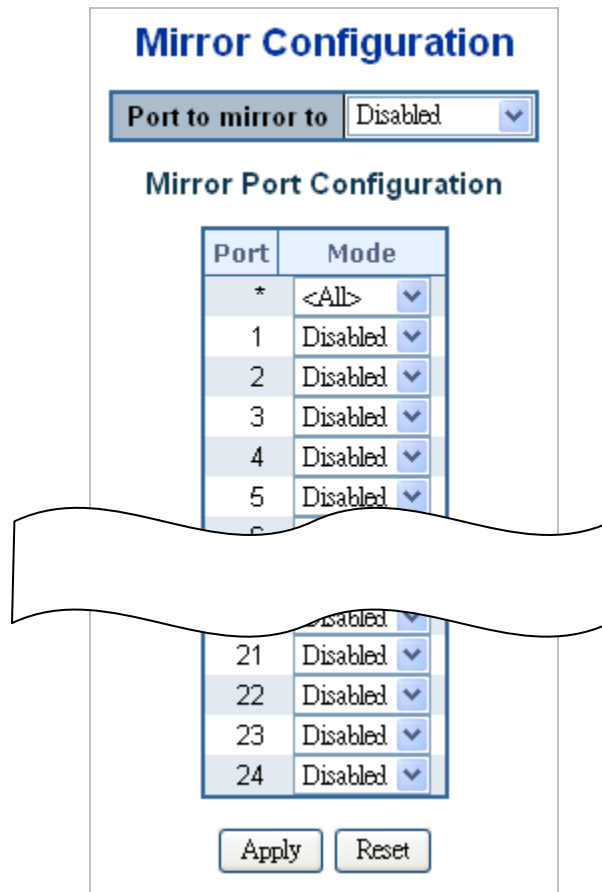 Mirror Configuration
Port to mirror to Disabled
Mirror Port Configuration
Port Mode
* <All>
1 Disabled
2 Disabled
3 Disabled
4 Disabled
5 Disabled
Disabled
21 Disabled
22 Disabled
23 Disabled
24 Disabled
Apply Reset